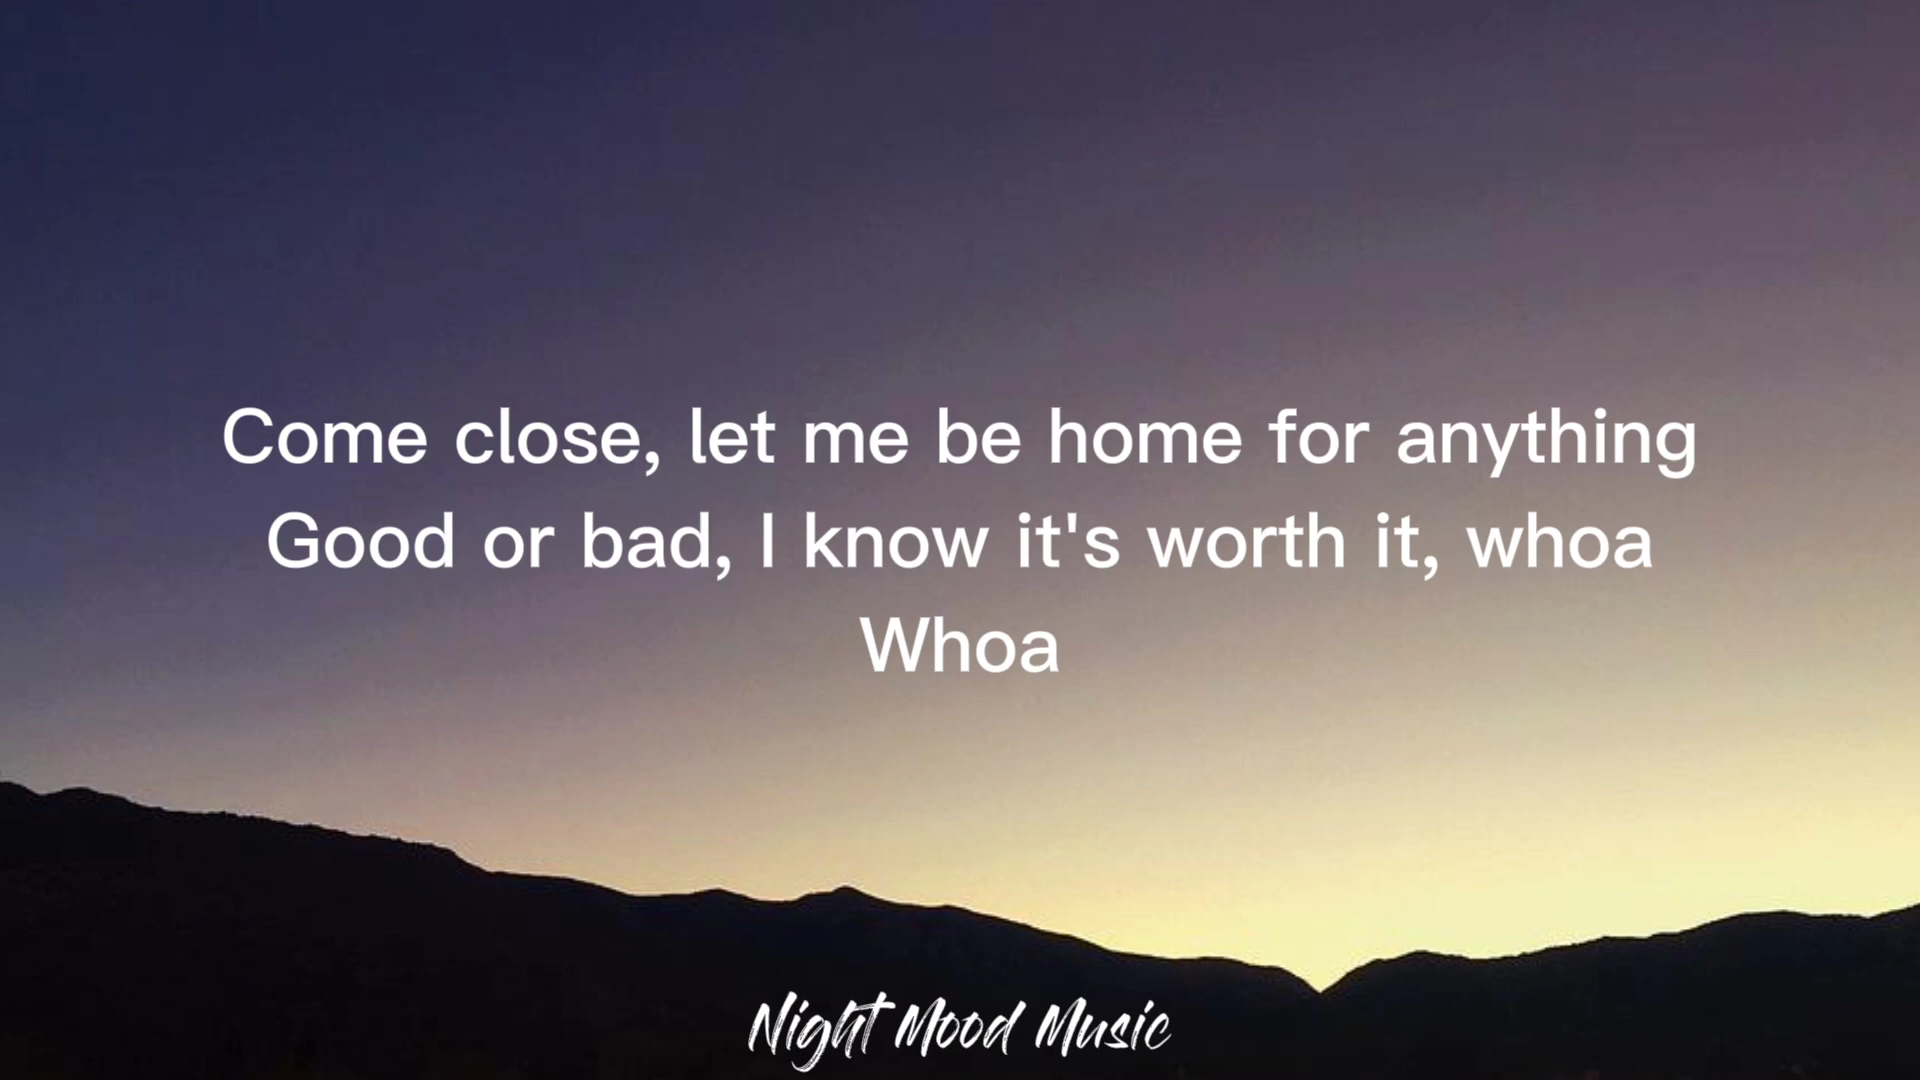 Come close, let me be home for anything
Good or bad, I know it's worth it, whoa
Whoa
Night Mood Music